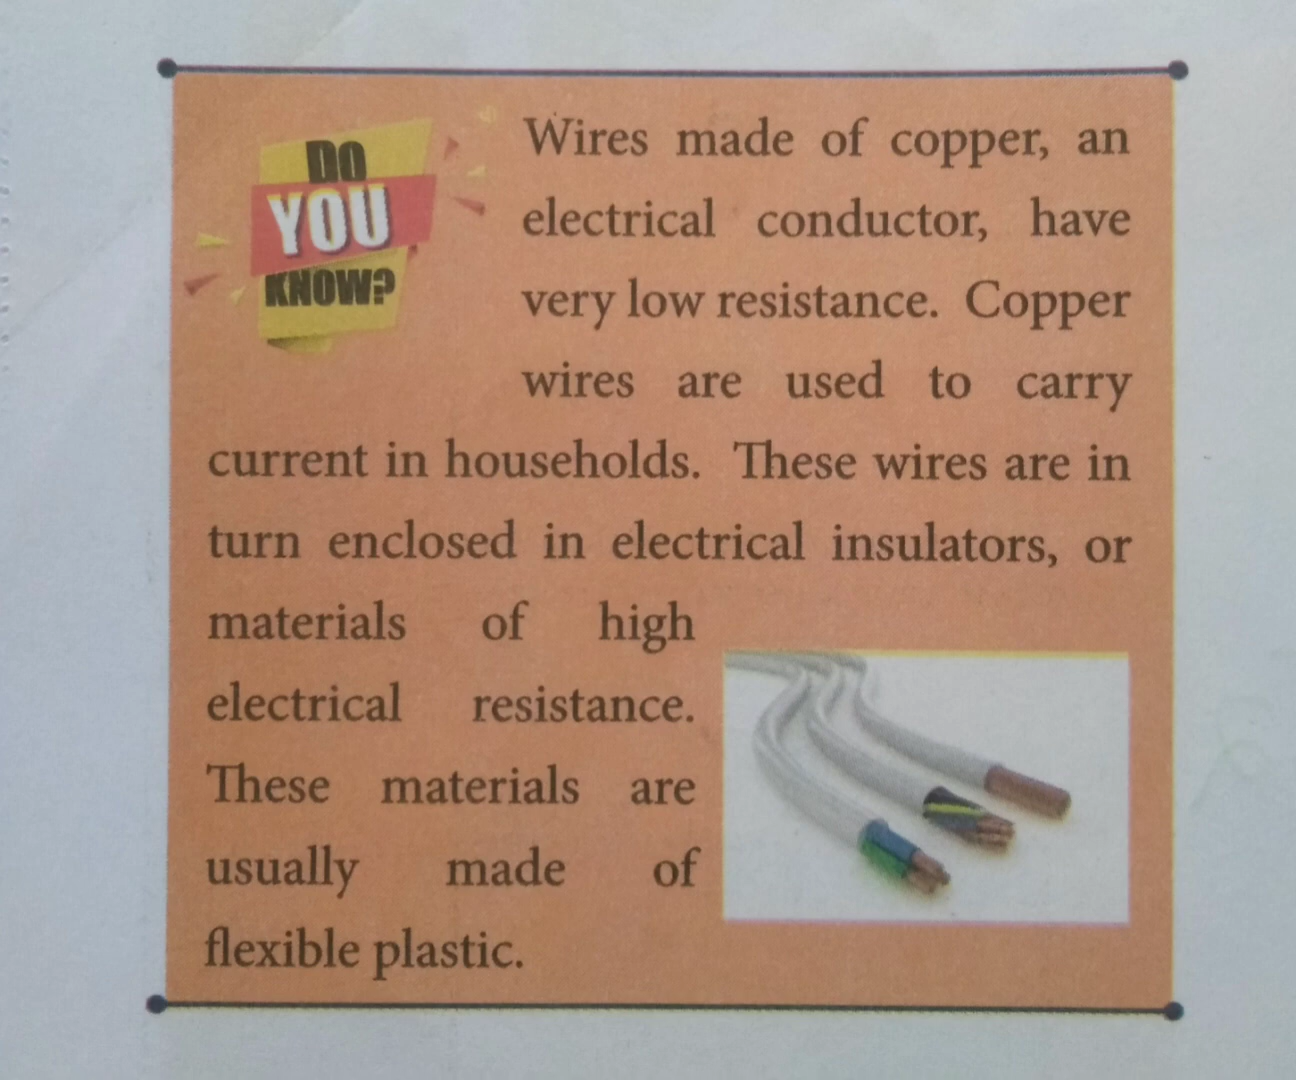 DO
YOU
KNOW?
Wires made of copper, an
electrical conductor, have
very low resistance. Copper
wires are used to carry
current in households. These wires are in
turn enclosed in electrical insulators, or
materials of high
electrical resistance.
These materials are
usually made of
flexible plastic.